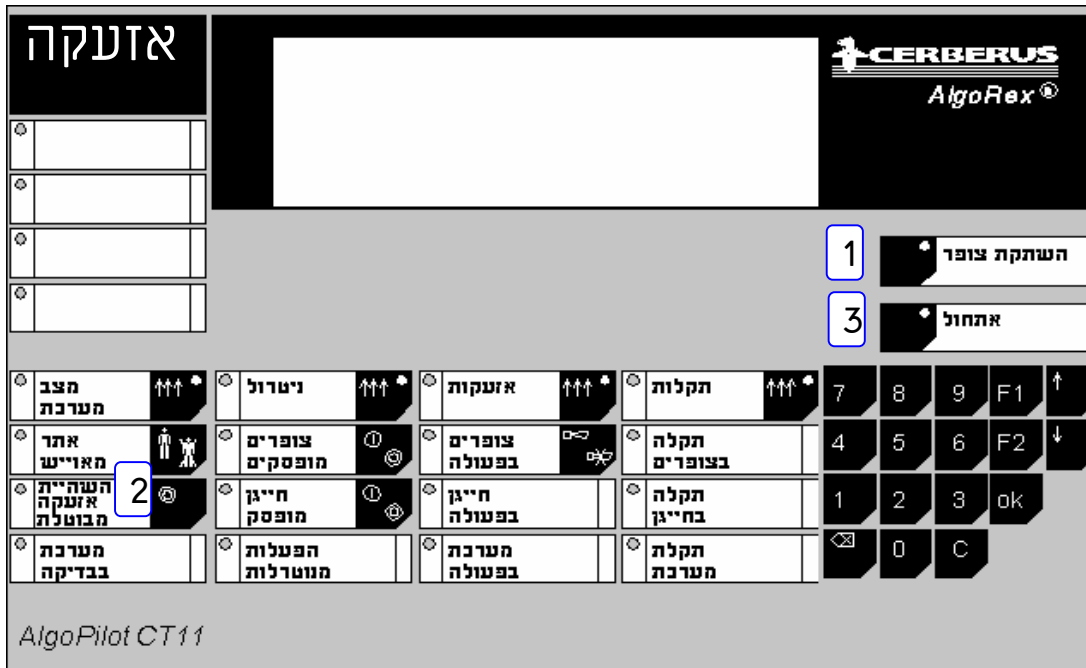 אזעקה
CERBERUS
AlgoRex ®
1
השתקת צופר
3
אתחול
מצב
מערכת
ניטרול
אזעקות
תקלות
7 8 9 F1 ↑
אתר
מאוייש
צופרים
מופסקים
צופרים
בפעולה
תקלה
בצופרים
4 5 6 F2 ↓
השהיית
אזעקה
מבוטלת
2
חייגן
מופסק
חייגן
בפעולה
תקלה
בחייגן
1 2 3 ok
מערכת
בבדיקה
הפעלות
מנוטרלות
מערכת
בפעולה
תקלת
מערכת
0 C
AlgoPilot CT11